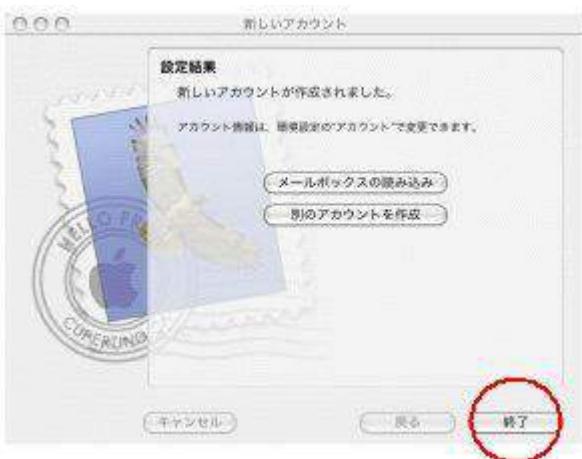 新しいアカウント
設定結果
新しいアカウントが作成されました。
アカウント情報は、環境設定の"アカウント"で変更できます。
メールボックスの読み込み
別のアカウントを作成
HELLO FR
CUPERTINO
キャンセル
戻る
終了